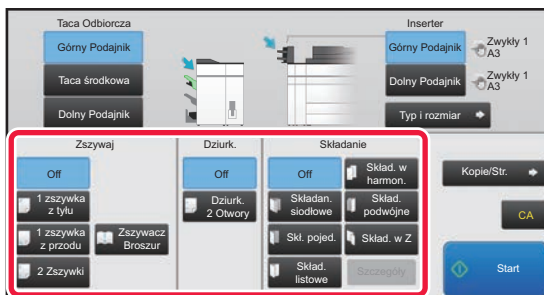 Taca Odbiorcza
Inserter
Górny Podajnik
Górny Podajnik
Zwykły 1
A3
Taca środkowa
Dolny Podajnik
Zwykły 1
A3
Dolny Podajnik
Typ i rozmiar
Zszywaj
Dziurk.
Składanie
Off
Off
Off
Skład. w
harmon.
Kopie/Str.
1 zszywka
z tyłu
Dziurk.
2 Otwory
Składan.
siodłowe
Skład.
podwójne
CA
1 zszywka
z przodu
Zszywacz
Broszur
Skł. pojed.
Skład. w Z
2 Zszywki
Skład.
listowe
Szczegóły
Start